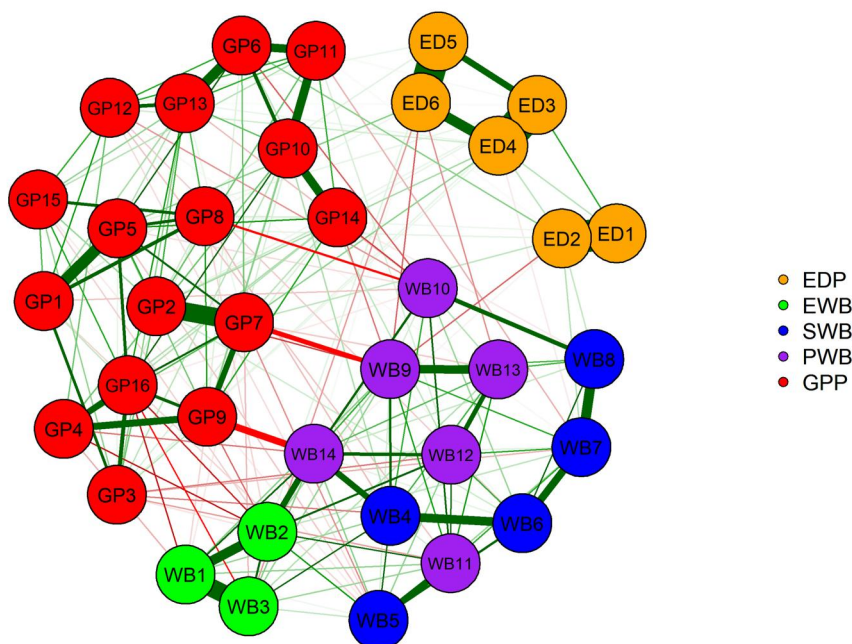 GP6
GP11
ED5
GP12
GP13
ED6
ED3
GP10
ED4
GP15
GP5
GP8
GP14
ED2
ED1
GP1
GP2
GP7
WB10
EDP
EWB
SWB
PWB
GPP
GP16
WB9
WB13
WB8
GP4
GP9
WB14
WB12
WB7
GP3
WB2
WB4
WB6
WB1
WB3
WB11
WB5